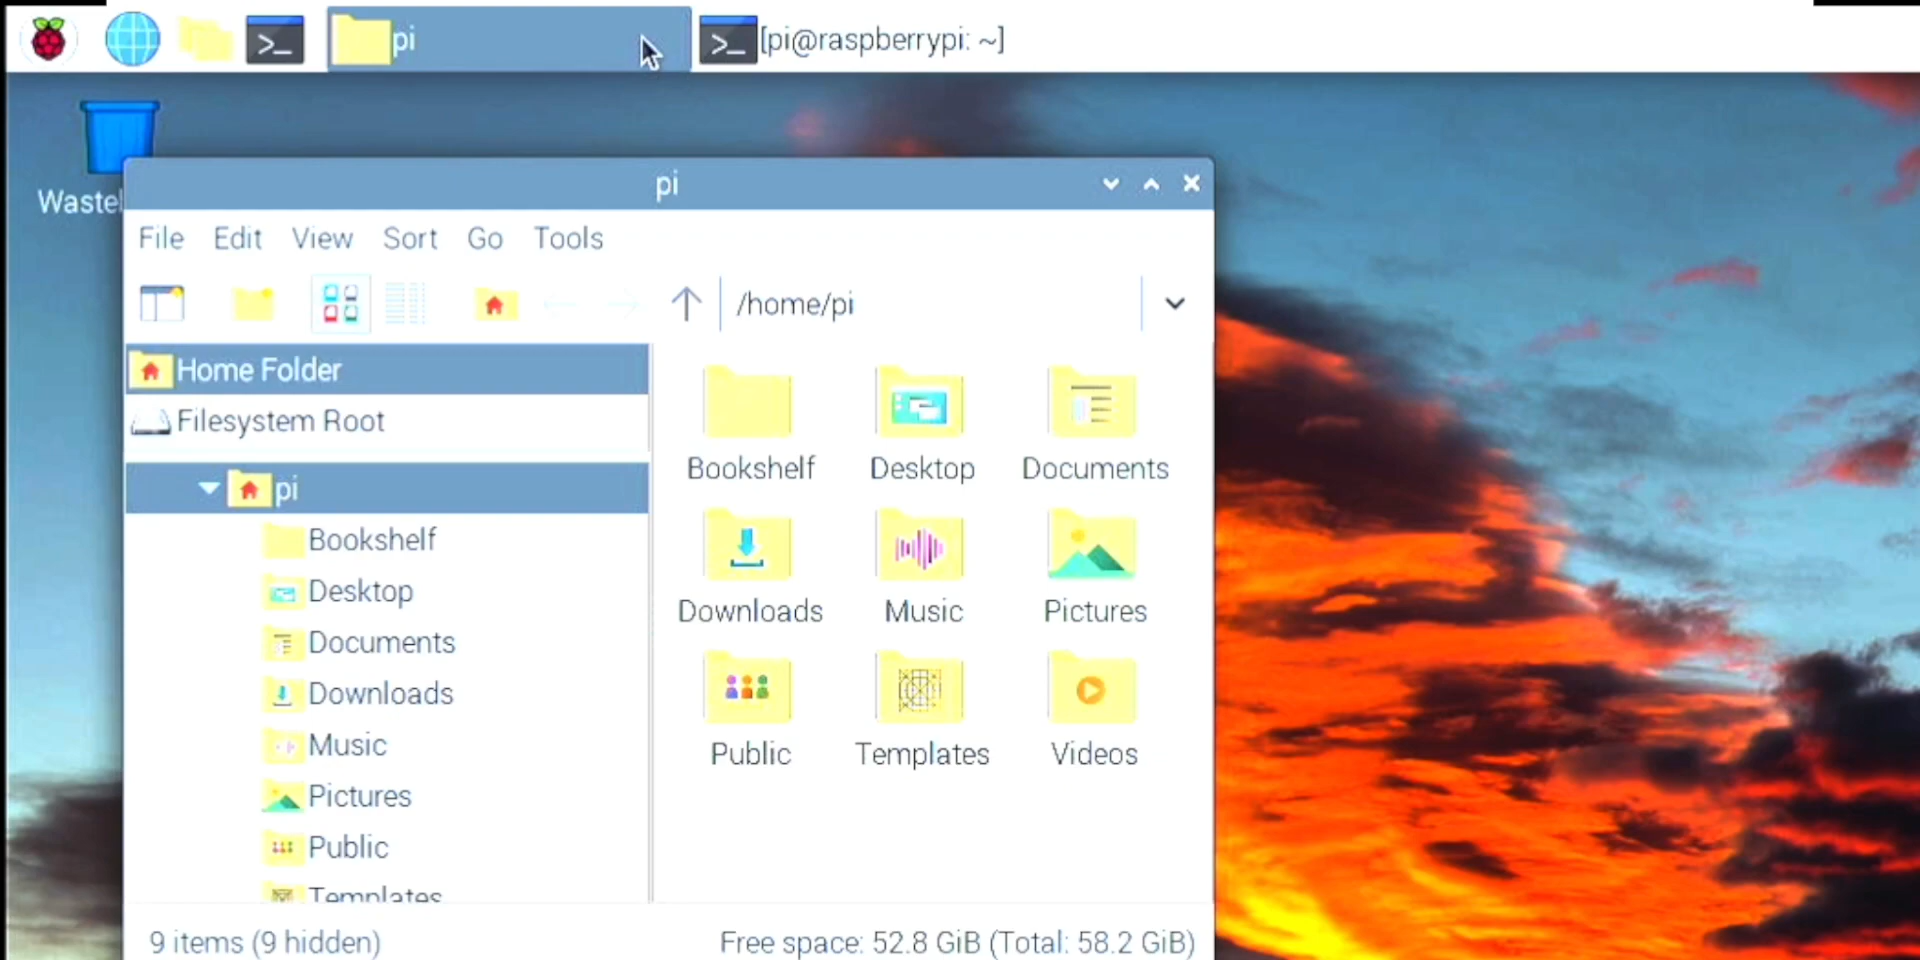 pi
[pi@raspberrypi: ~]
pi
File Edit View Sort Go Tools
/home/pi
Home Folder
Filesystem Root
pi
Bookshelf
Desktop
Documents
Downloads
Music
Pictures
Public
Templates
Bookshelf Desktop Documents
Downloads Music Pictures
Public Templates Videos
9 items (9 hidden)
Free space: 52.8 GiB (Total: 58.2 GiB)